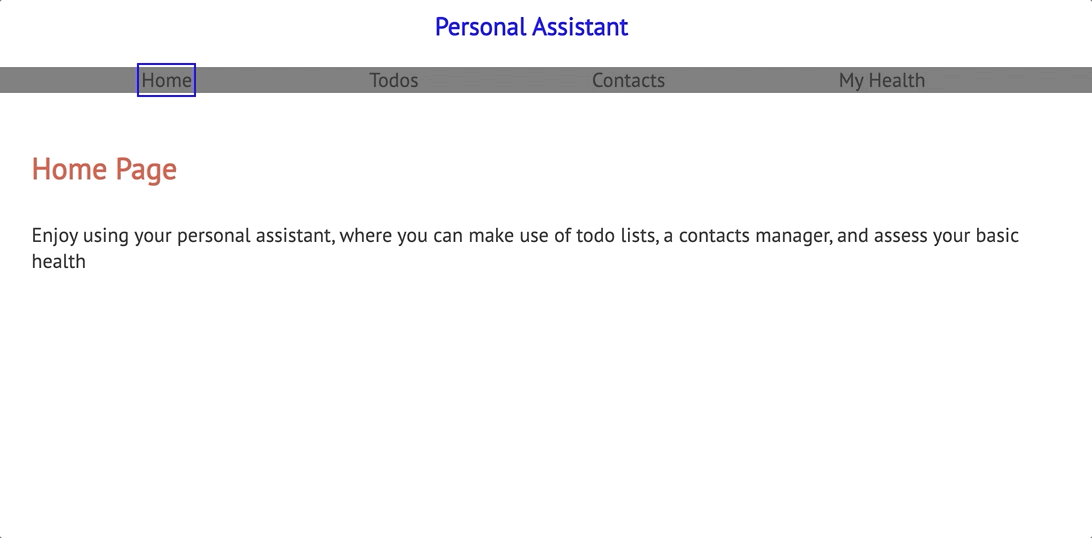 Personal Assistant
Home Todos Contacts My Health
Home Page
Enjoy using your personal assistant, where you can make use of todo lists, a contacts manager, and assess your basic
health